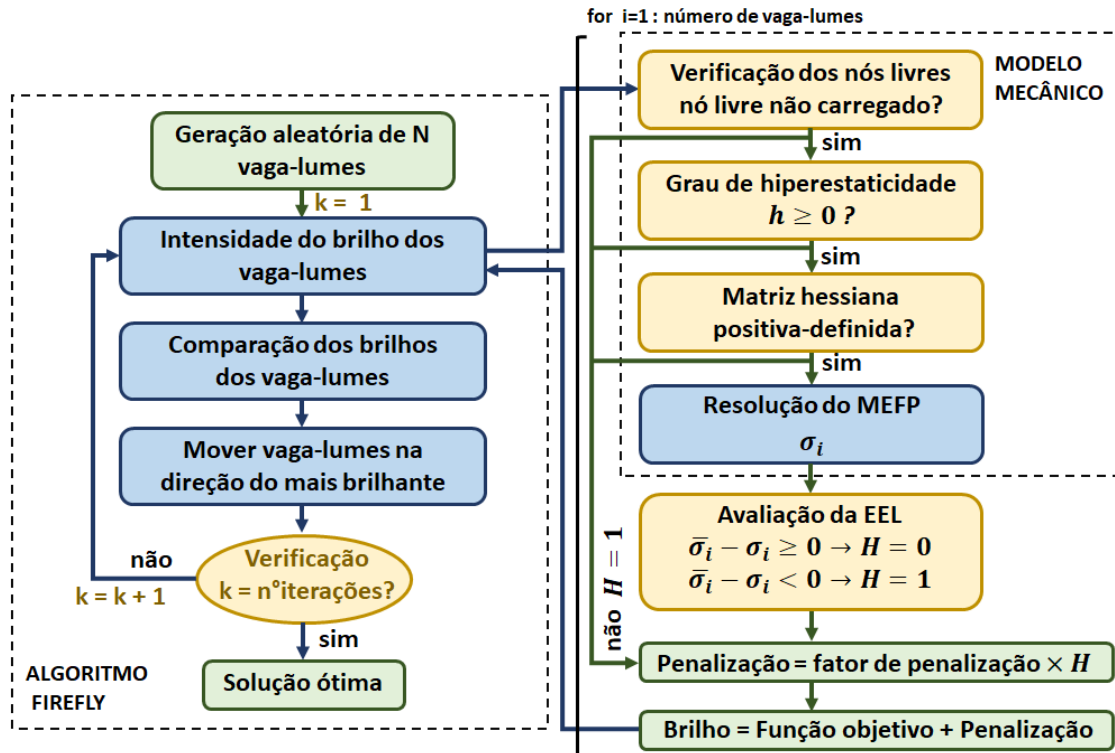 for i=1 : número de vaga-lumes
Geração aleatória de N
vaga-lumes
k = 1
Intensidade do brilho dos
vaga-lumes
Comparação dos brilhos
dos vaga-lumes
Mover vaga-lumes na
direção do mais brilhante
Verificação
k = n°iterações?
não
k = k + 1
sim
Solução ótima
ALGORITMO
FIREFLY
MODELO
MECÂNICO
Verificação dos nós livres
nó livre não carregado?
sim
Grau de hiperestaticidade
h ≥ 0 ?
sim
Matriz hessiana
positiva-definida?
sim
Resolução do MEFP
σᵢ
Avaliação da EEL
σ̅ᵢ − σᵢ ≥ 0 → H = 0
σ̅ᵢ − σᵢ < 0 → H = 1
não H = 1
Penalização = fator de penalização × H
Brilho = Função objetivo + Penalização